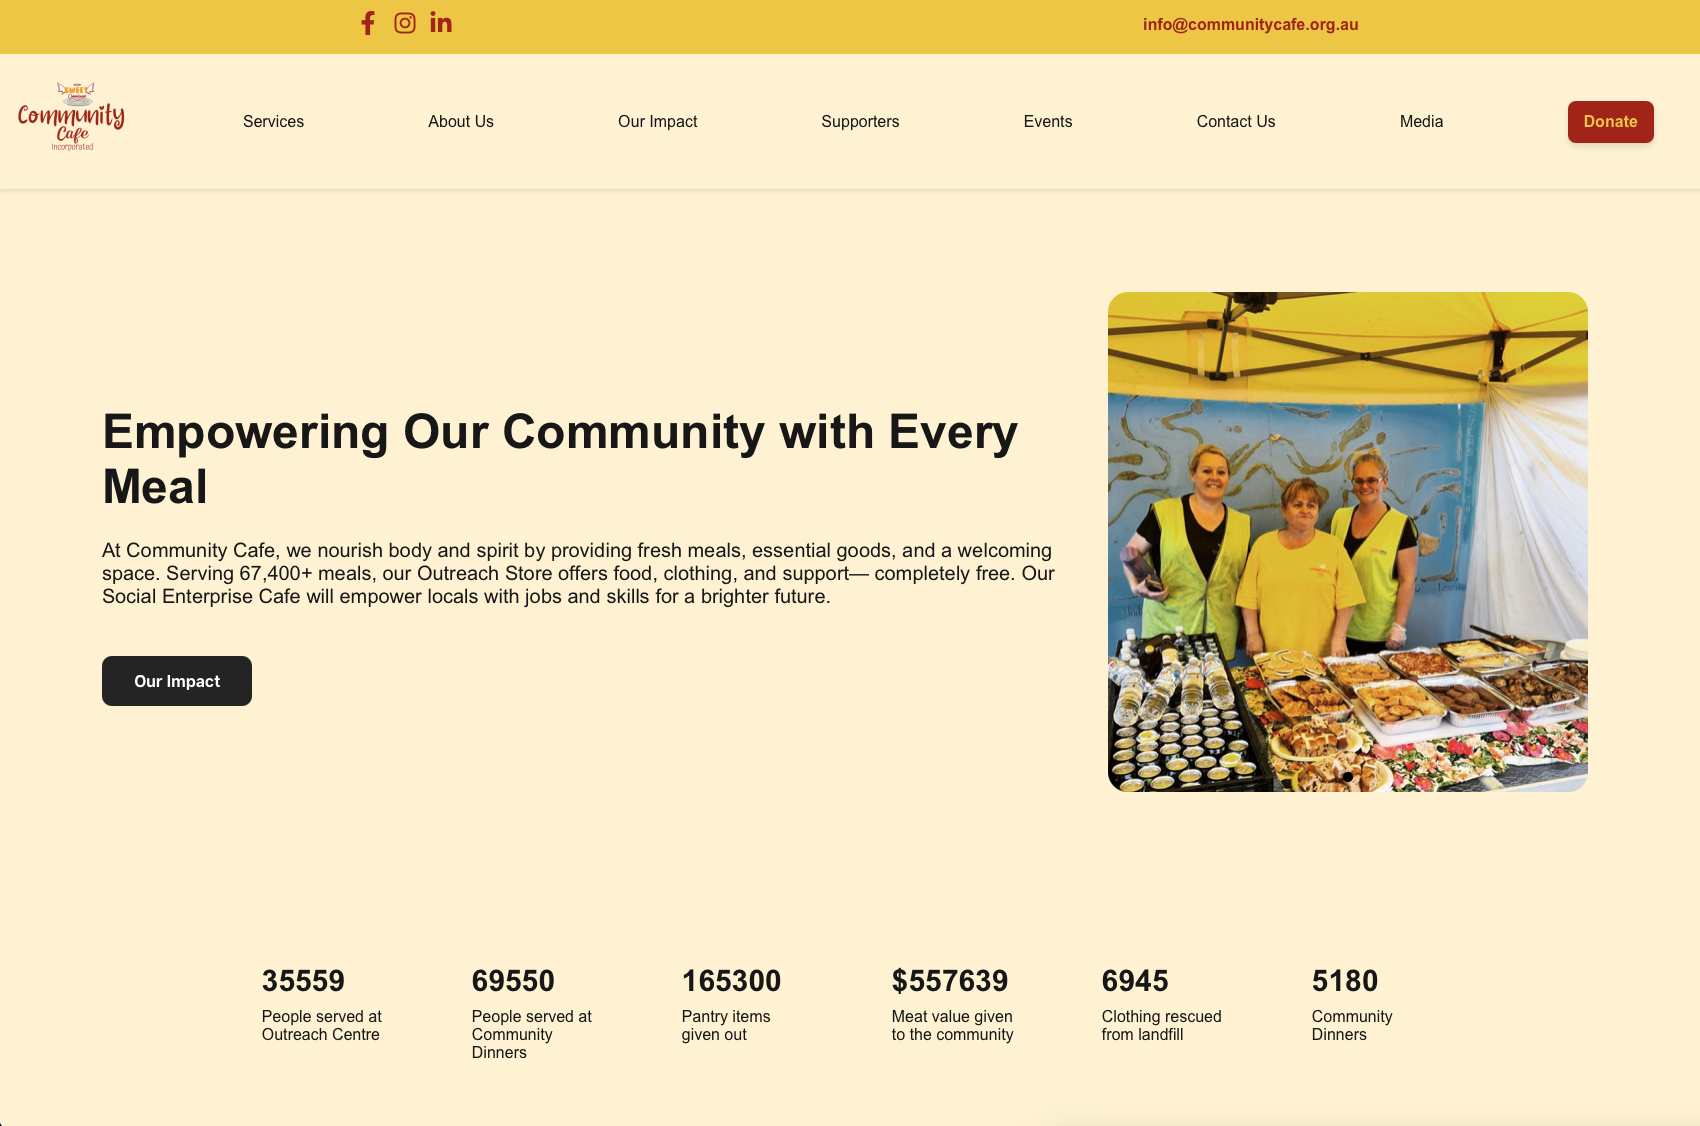 info@communitycafe.org.au
SWEET
Community
Cafe
Incorporated
Services
About Us
Our Impact
Supporters
Events
Contact Us
Media
Donate
Empowering Our Community with Every
Meal
At Community Cafe, we nourish body and spirit by providing fresh meals, essential goods, and a welcoming
space. Serving 67,400+ meals, our Outreach Store offers food, clothing, and support— completely free. Our
Social Enterprise Cafe will empower locals with jobs and skills for a brighter future.
Our Impact
35559
People served at
Outreach Centre
69550
People served at
Community
Dinners
165300
Pantry items
given out
$557639
Meat value given
to the community
6945
Clothing rescued
from landfill
5180
Community
Dinners